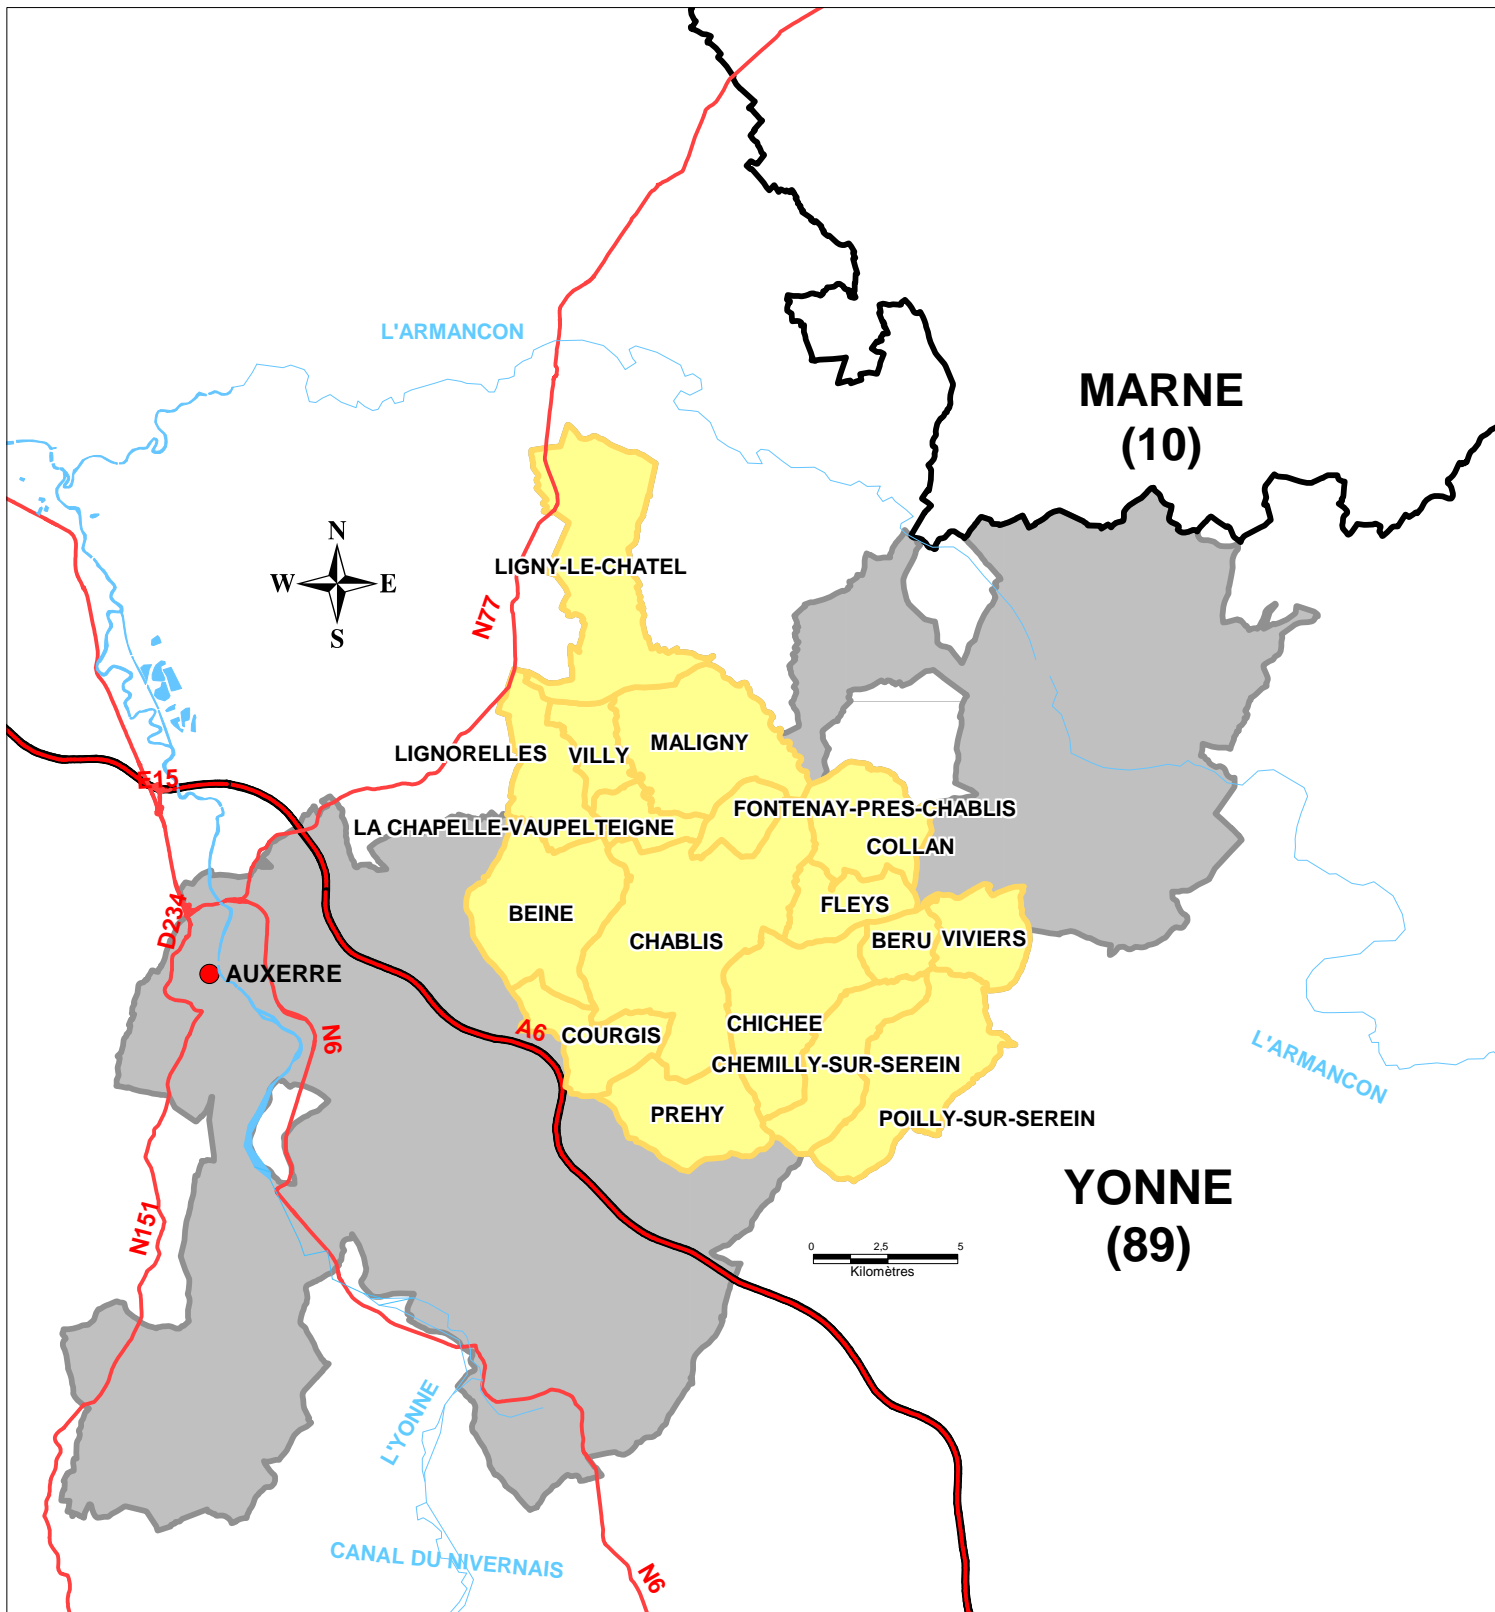 L'ARMANCON
MARNE
(10)
N
W
E
S
LIGNY-LE-CHATEL
N77
LIGNORELLES
VILLY
MALIGNY
E15
FONTENAY-PRES-CHABLIS
LA CHAPELLE-VAUPELTEIGNE
COLLAN
BEINE
FLEYS
D234
CHABLIS
BERU
VIVIERS
AUXERRE
A6
N6
COURGIS
CHICHEE
L'ARMANCON
CHEMILLY-SUR-SEREIN
PREHY
POILLY-SUR-SEREIN
YONNE
(89)
N151
0 2,5 5
Kilomètres
L'YONNE
CANAL DU NIVERNAIS
N6